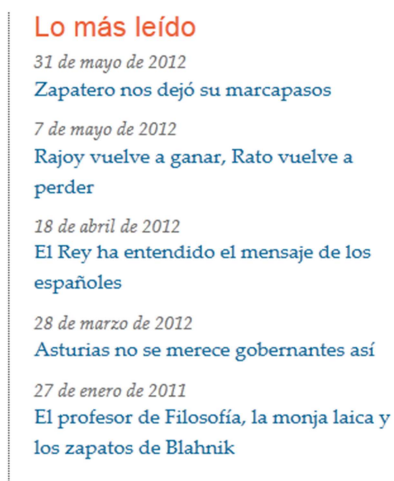 Lo más leído
31 de mayo de 2012
Zapatero nos dejó su marcapasos
7 de mayo de 2012
Rajoy vuelve a ganar, Rato vuelve a
perder
18 de abril de 2012
El Rey ha entendido el mensaje de los
españoles
28 de marzo de 2012
Asturias no se merece gobernantes así
27 de enero de 2011
El profesor de Filosofía, la monja laica y
los zapatos de Blahnik